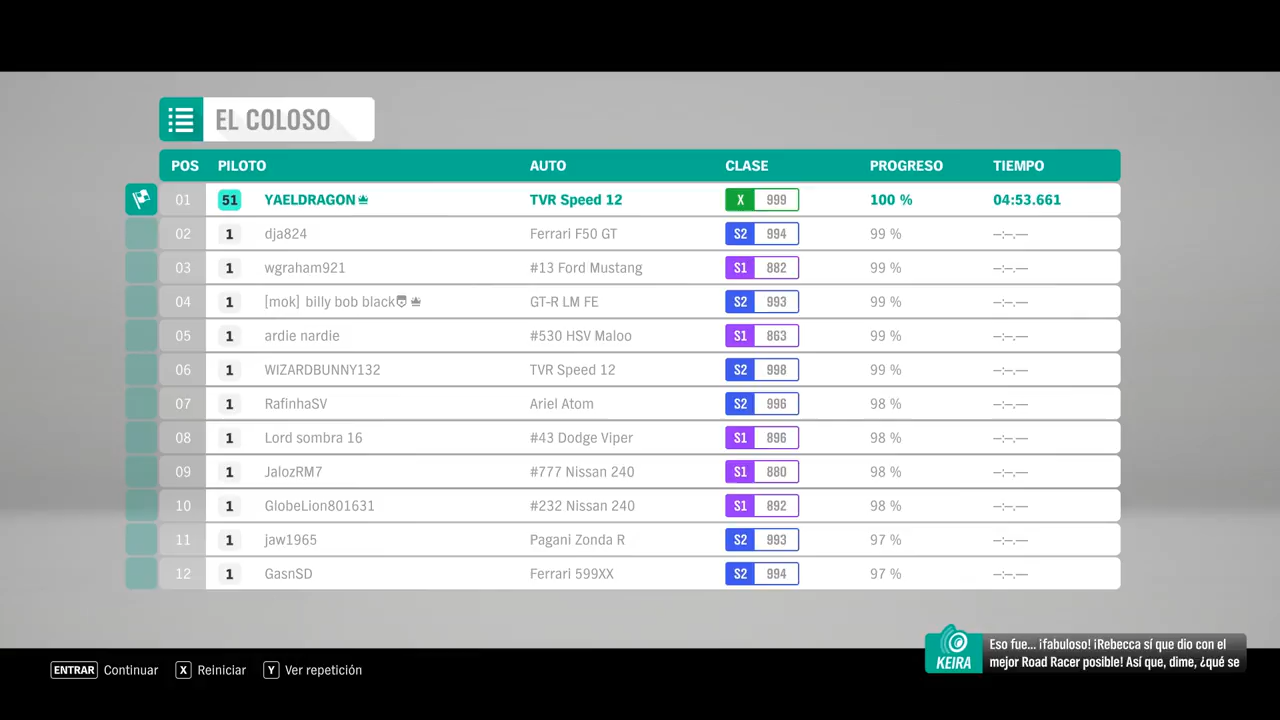 EL COLOSO
POS PILOTO AUTO CLASE PROGRESO TIEMPO
01 51 YAELDRAGON TVR Speed 12 X 999 100 % 04:53.661
02 1 dja824 Ferrari F50 GT S2 994 99 % --:--.---
03 1 wgraham921 #13 Ford Mustang S1 882 99 % --:--.---
04 1 [mok] billy bob black GT-R LM FE S2 993 99 % --:--.---
05 1 ardie nardie #530 HSV Maloo S1 863 99 % --:--.---
06 1 WIZARDBUNNY132 TVR Speed 12 S2 998 99 % --:--.---
07 1 RafinhaSV Ariel Atom S2 996 98 % --:--.---
08 1 Lord sombra 16 #43 Dodge Viper S1 896 98 % --:--.---
09 1 JalozRM7 #777 Nissan 240 S1 880 98 % --:--.---
10 1 GlobeLion801631 #232 Nissan 240 S1 892 98 % --:--.---
11 1 jaw1965 Pagani Zonda R S2 993 97 % --:--.---
12 1 GasnSD Ferrari 599XX S2 994 97 % --:--.---
KEIRA
Eso fue... ¡fabuloso! ¡Rebecca sí que dio con el
mejor Road Racer posible! Así que, dime, ¿qué se
ENTRAR Continuar X Reiniciar Y Ver repetición